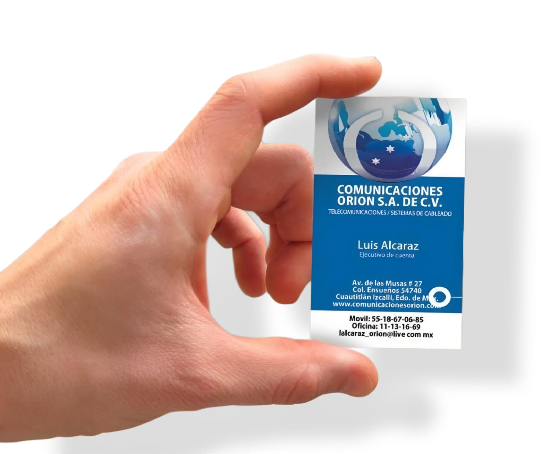 COMUNICACIONES
ORION S.A. DE C.V.
TELECOMUNICACIONES / SISTEMAS DE CABLEADO
Luis Alcaraz
Ejecutivo de cuenta
Av. de las Musas # 27
Col. Ensueños 54740
Cuautitlán Izcalli, Edo. de
www.comunicacionesorion.com
Movil: 55-18-67-06-85
Oficina: 11-13-16-69
lalcaraz_orion@live com mx